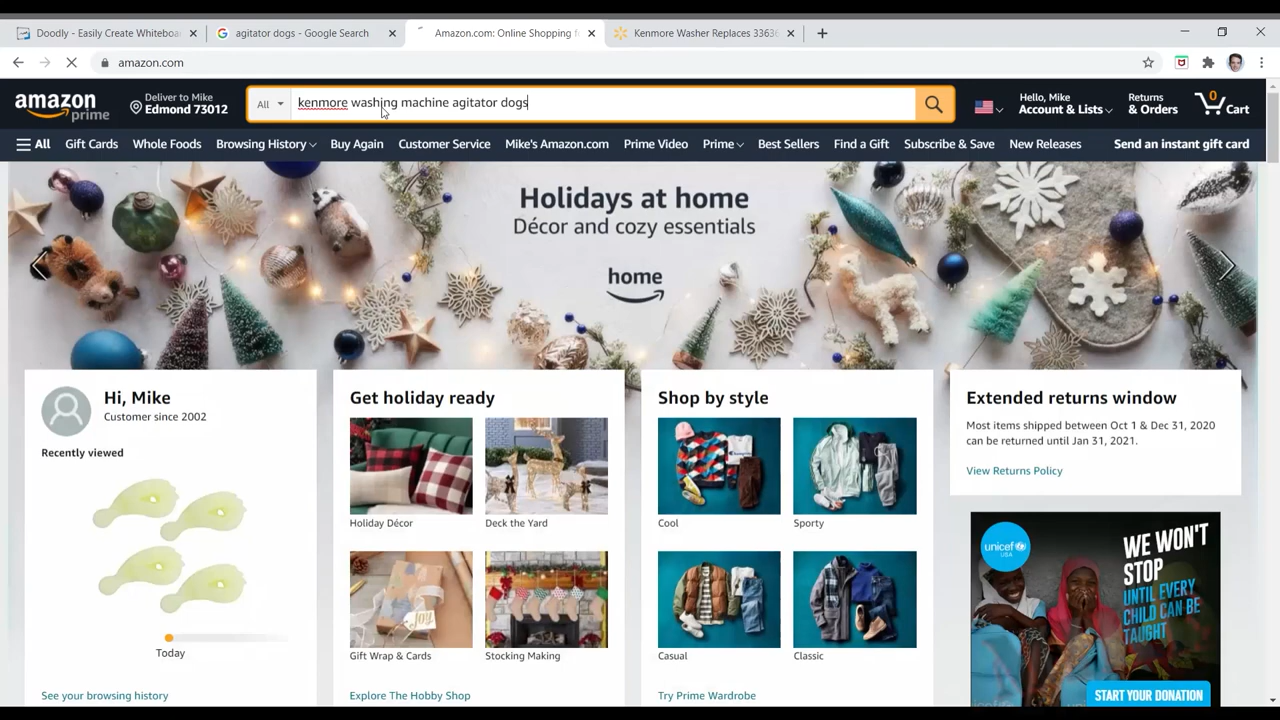 Doodly - Easily Create Whiteboa
agitator dogs - Google Search
Amazon.com: Online Shopping f
Kenmore Washer Replaces 33636
amazon.com
amazon
prime
Deliver to Mike
Edmond 73012
All
kenmore washing machine agitator dogs
Hello, Mike
Account & Lists
Returns
& Orders
0
Cart
All
Gift Cards
Whole Foods
Browsing History
Buy Again
Customer Service
Mike's Amazon.com
Prime Video
Prime
Best Sellers
Find a Gift
Subscribe & Save
New Releases
Send an instant gift card
Holidays at home
Décor and cozy essentials
home
Hi, Mike
Customer since 2002
Recently viewed
Today
See your browsing history
Get holiday ready
Holiday Décor
Deck the Yard
Gift Wrap & Cards
Stocking Making
Explore The Hobby Shop
Shop by style
Cool
Sporty
Casual
Classic
Try Prime Wardrobe
Extended returns window
Most items shipped between Oct 1 & Dec 31, 2020
can be returned until Jan 31, 2021.
View Returns Policy
unicef
USA
WE WON'T
STOP
UNTIL EVERY
CHILD CAN BE
TAUGHT
START YOUR DONATION